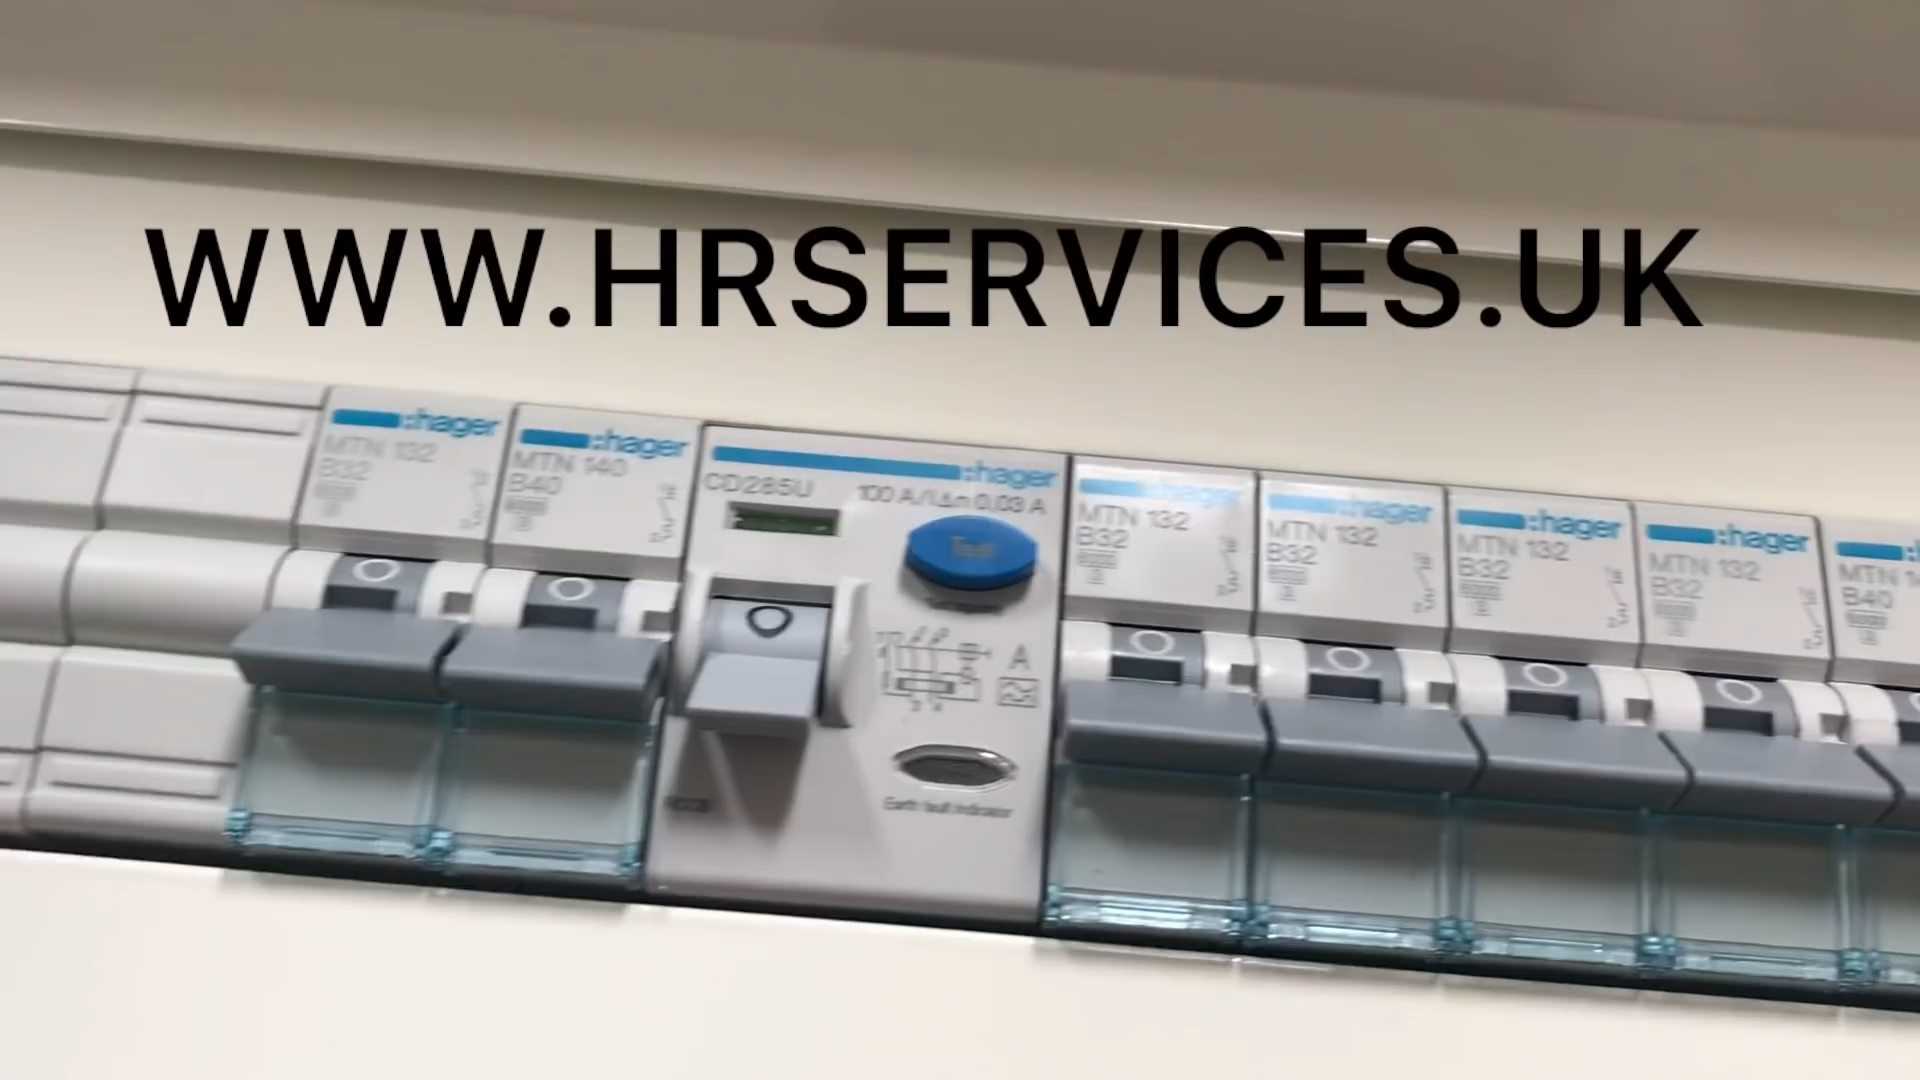 WWW.HRSERVICES.UK
:hager
MTN 132
B32
:hager
MTN 140
B40
:hager
CD285U
100 A / IΔn 0,03 A
Test
A
Earth fault indicator
:hager
MTN 132
B32
:hager
MTN 132
B32
:hager
MTN 132
B32
:hager
MTN 132
B32
B40